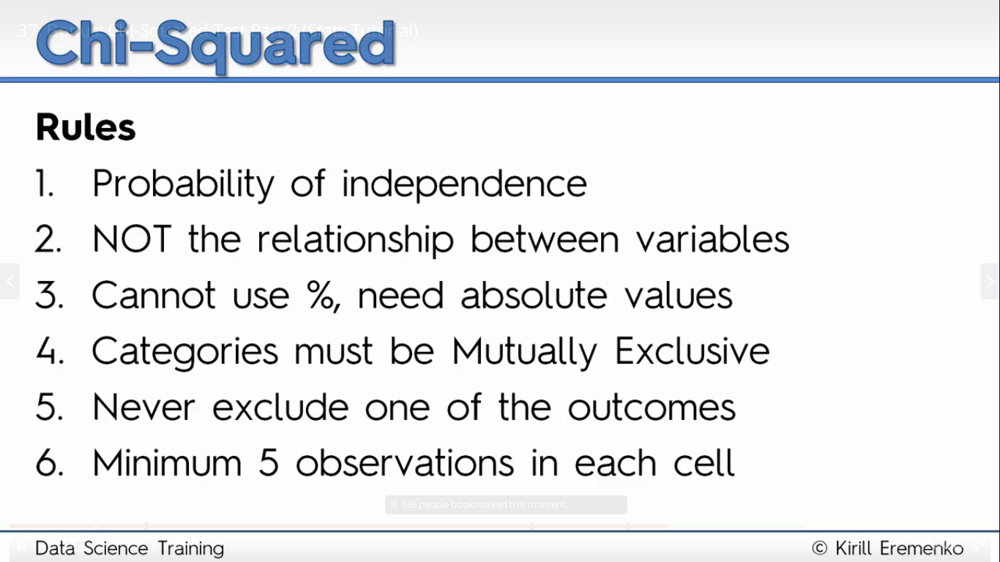 37. Bonus: Chi-Squared Test Part 2 (Stats Tutorial)
Chi-Squared
Rules
1. Probability of independence
2. NOT the relationship between variables
3. Cannot use %, need absolute values
4. Categories must be Mutually Exclusive
5. Never exclude one of the outcomes
6. Minimum 5 observations in each cell
136 people bookmarked this moment.
Data Science Training
© Kirill Eremenko